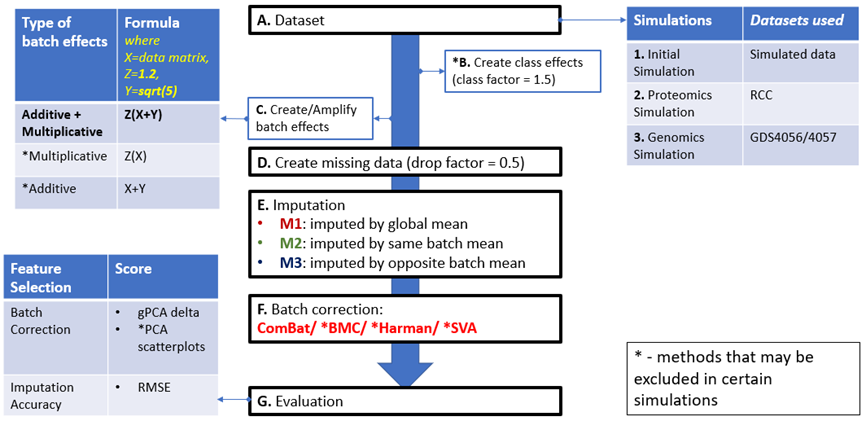 Type of
batch effects
Formula
where
X=data matrix,
Z=1.2,
Y=sqrt(5)
Additive +
Multiplicative
Z(X+Y)
*Multiplicative
Z(X)
*Additive
X+Y
A. Dataset
*B. Create class effects
(class factor = 1.5)
C. Create/Amplify
batch effects
D. Create missing data (drop factor = 0.5)
E. Imputation
• M1: imputed by global mean
• M2: imputed by same batch mean
• M3: imputed by opposite batch mean
F. Batch correction:
ComBat/ *BMC/ *Harman/ *SVA
G. Evaluation
Simulations
Datasets used
1. Initial
Simulation
Simulated data
2. Proteomics
Simulation
RCC
3. Genomics
Simulation
GDS4056/4057
Feature
Selection
Score
Batch
Correction
• gPCA delta
• *PCA
scatterplots
Imputation
Accuracy
• RMSE
* - methods that may be
excluded in certain
simulations